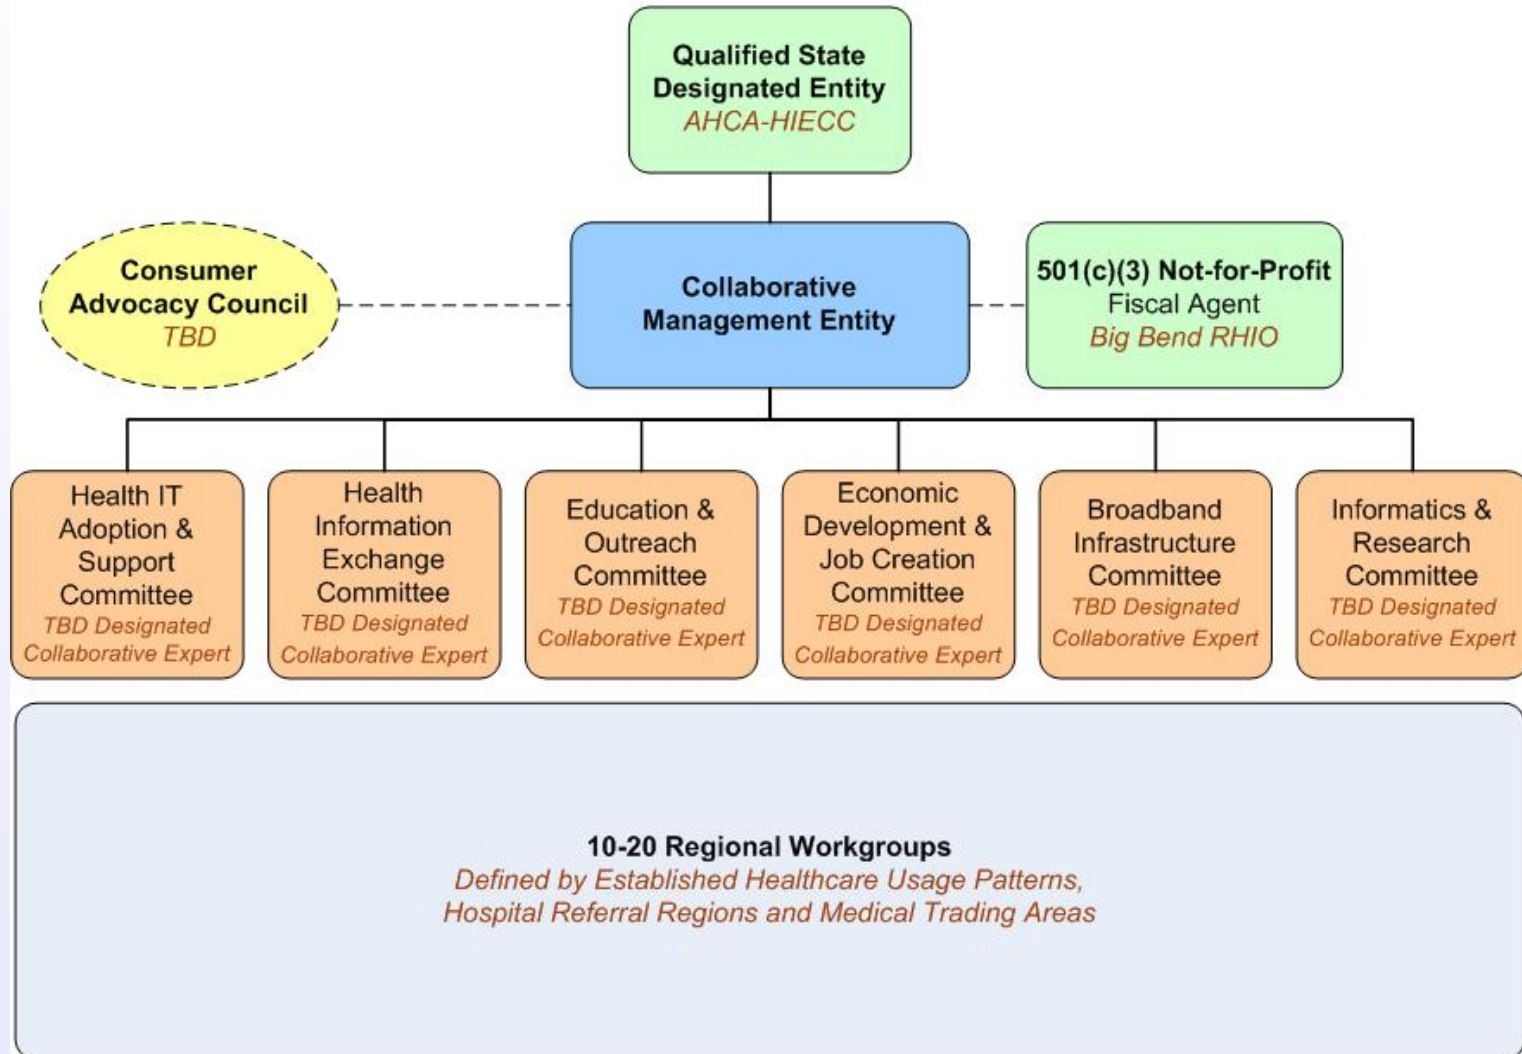 Qualified State
Designated Entity
AHCA-HIECC
Consumer
Advocacy Council
TBD
Collaborative
Management Entity
501(c)(3) Not-for-Profit
Fiscal Agent
Big Bend RHIO
Health IT
Adoption &
Support
Committee
TBD Designated
Collaborative Expert
Health
Information
Exchange
Committee
TBD Designated
Collaborative Expert
Education &
Outreach
Committee
TBD Designated
Collaborative Expert
Economic
Development &
Job Creation
Committee
TBD Designated
Collaborative Expert
Broadband
Infrastructure
Committee
TBD Designated
Collaborative Expert
Informatics &
Research
Committee
TBD Designated
Collaborative Expert
10-20 Regional Workgroups
Defined by Established Healthcare Usage Patterns,
Hospital Referral Regions and Medical Trading Areas